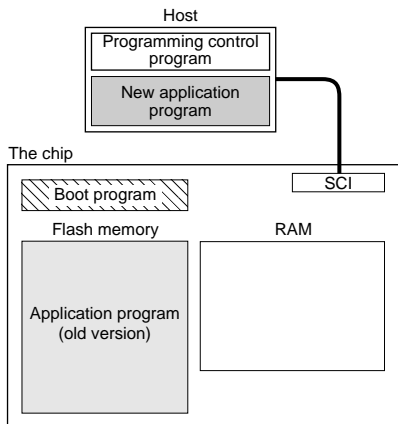 Host
Programming control
program
New application
program
The chip
SCI
Boot program
Flash memory
RAM
Application program
(old version)